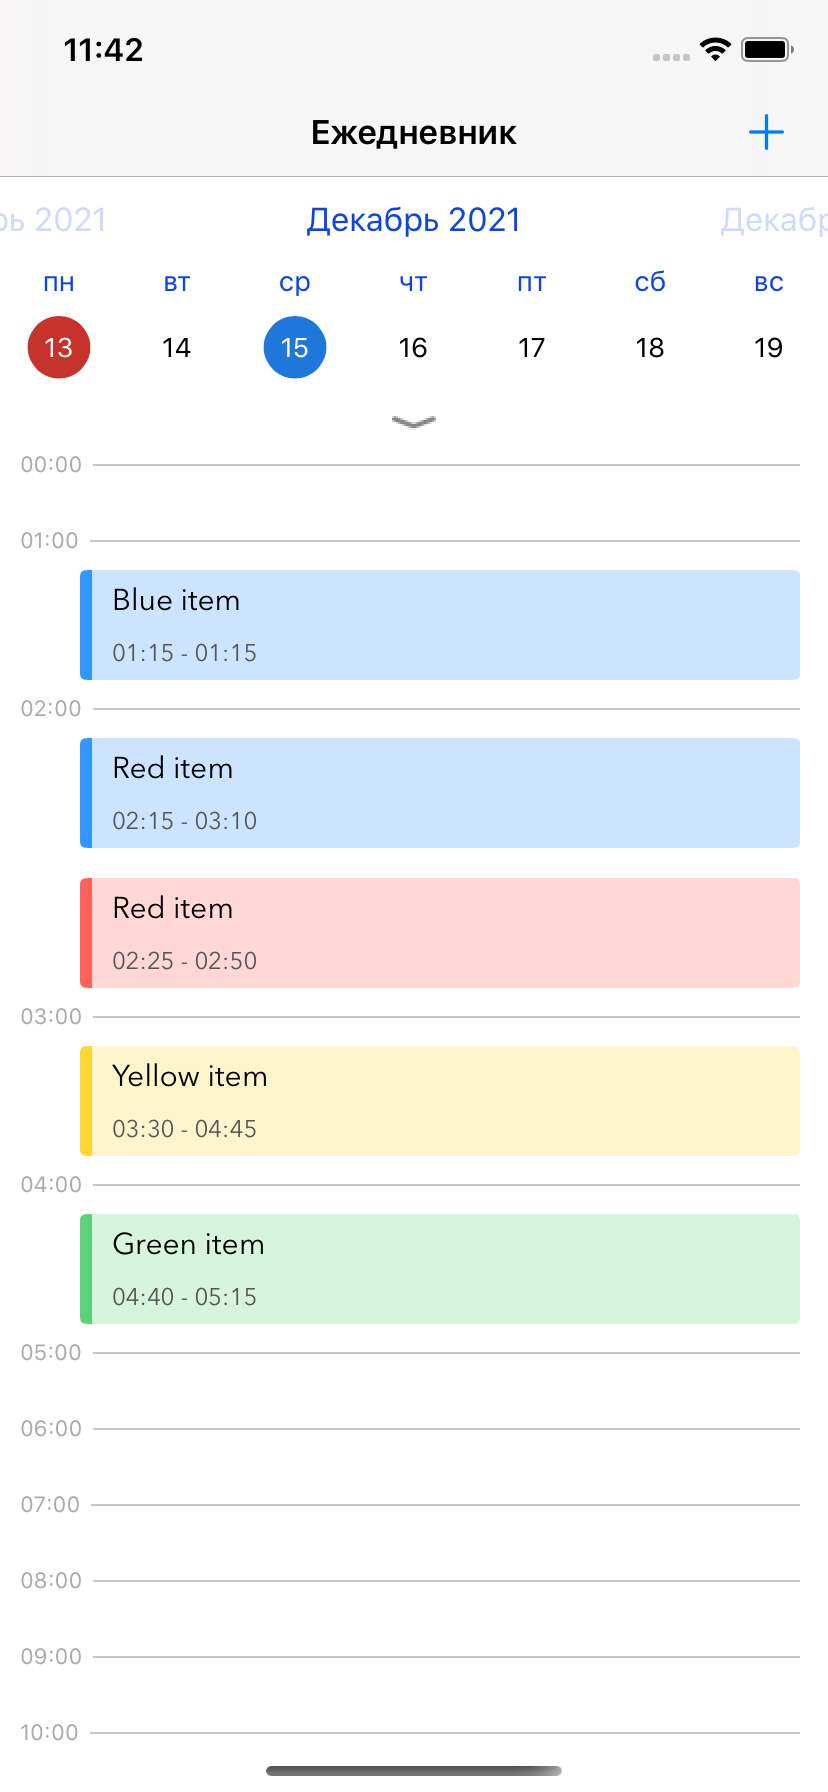 11:42
Ежедневник
рь 2021 Декабрь 2021 Декабр
пн вт ср чт пт сб вс
13 14 15 16 17 18 19
00:00
01:00
Blue item
01:15 - 01:15
02:00
Red item
02:15 - 03:10
Red item
02:25 - 02:50
03:00
Yellow item
03:30 - 04:45
04:00
Green item
04:40 - 05:15
05:00
06:00
07:00
08:00
09:00
10:00